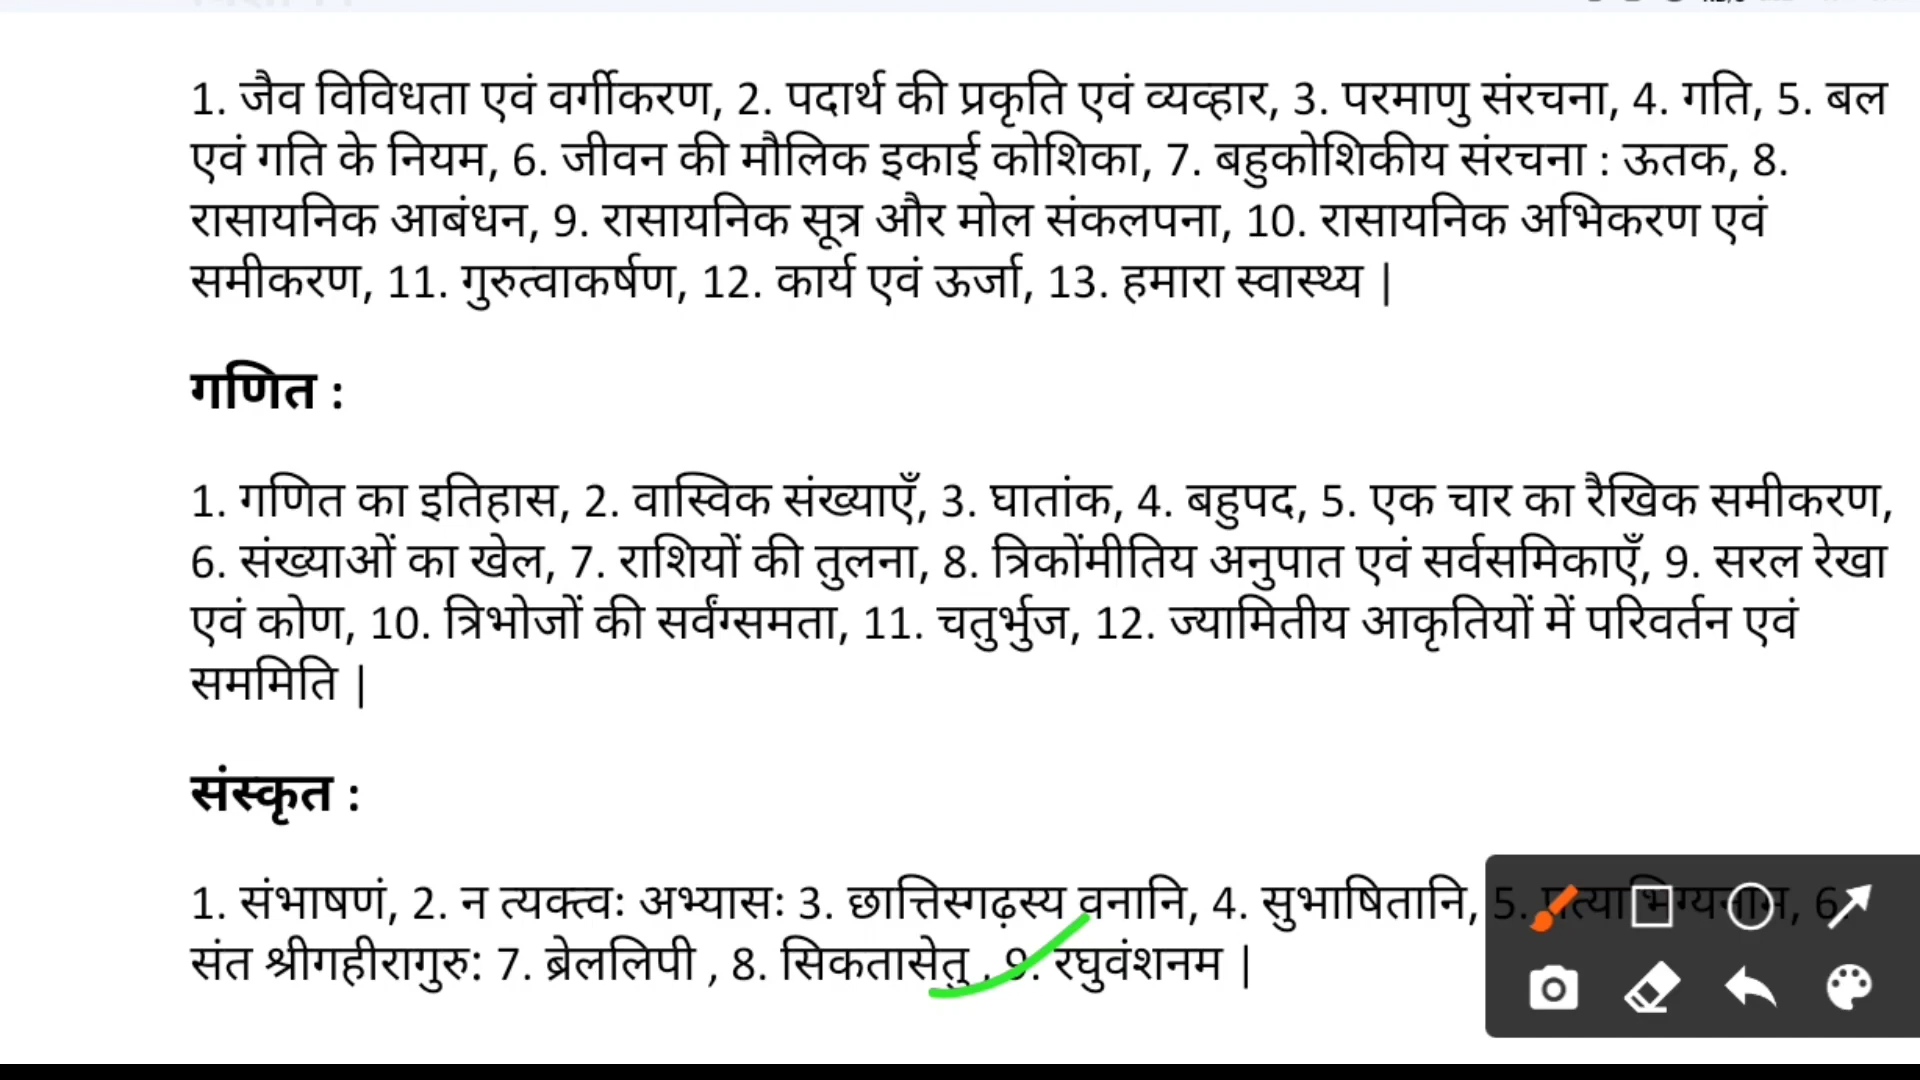 1. जैव विविधता एवं वर्गीकरण, 2. पदार्थ की प्रकृति एवं व्यव्हार, 3. परमाणु संरचना, 4. गति, 5. बल
एवं गति के नियम, 6. जीवन की मौलिक इकाई कोशिका, 7. बहुकोशिकीय संरचना : ऊतक, 8.
रासायनिक आबंधन, 9. रासायनिक सूत्र और मोल संकलपना, 10. रासायनिक अभिकरण एवं
समीकरण, 11. गुरुत्वाकर्षण, 12. कार्य एवं ऊर्जा, 13. हमारा स्वास्थ्य |
गणित :
1. गणित का इतिहास, 2. वास्विक संख्याएँ, 3. घातांक, 4. बहुपद, 5. एक चार का रैखिक समीकरण,
6. संख्याओं का खेल, 7. राशियों की तुलना, 8. त्रिकोंमीतिय अनुपात एवं सर्वसमिकाएँ, 9. सरल रेखा
एवं कोण, 10. त्रिभोजों की सर्वंग्समता, 11. चतुर्भुज, 12. ज्यामितीय आकृतियों में परिवर्तन एवं
सममिति |
संस्कृत :
1. संभाषणं, 2. न त्यक्त्वः अभ्यासः 3. छात्तिस्गढ़स्य वनानि, 4. सुभाषितानि, 5. 6.
संत श्रीगहीरागुरु: 7. ब्रेललिपी , 8. सिकतासेतु , 9. रघुवंशनम |